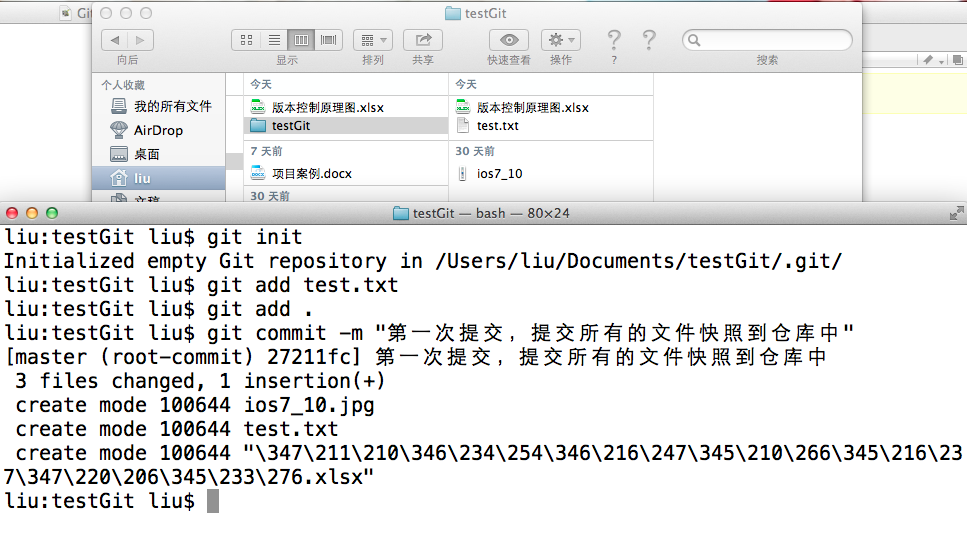 Git
testGit
向后
显示
排列
共享
快速查看
操作
?
搜索
个人收藏
我的所有文件
AirDrop
桌面
liu
文稿
今天
版本控制原理图.xlsx
testGit
7 天前
项目案例.docx
30 天前
今天
版本控制原理图.xlsx
test.txt
30 天前
ios7_10
testGit — bash — 80×24
liu:testGit liu$ git init
Initialized empty Git repository in /Users/liu/Documents/testGit/.git/
liu:testGit liu$ git add test.txt
liu:testGit liu$ git add .
liu:testGit liu$ git commit -m "第一次提交，提交所有的文件快照到仓库中"
[master (root-commit) 27211fc] 第一次提交，提交所有的文件快照到仓库中
 3 files changed, 1 insertion(+)
 create mode 100644 ios7_10.jpg
 create mode 100644 test.txt
 create mode 100644 "\347\211\210\346\234\254\346\216\247\345\210\266\345\216\23
7\347\220\206\345\233\276.xlsx"
liu:testGit liu$